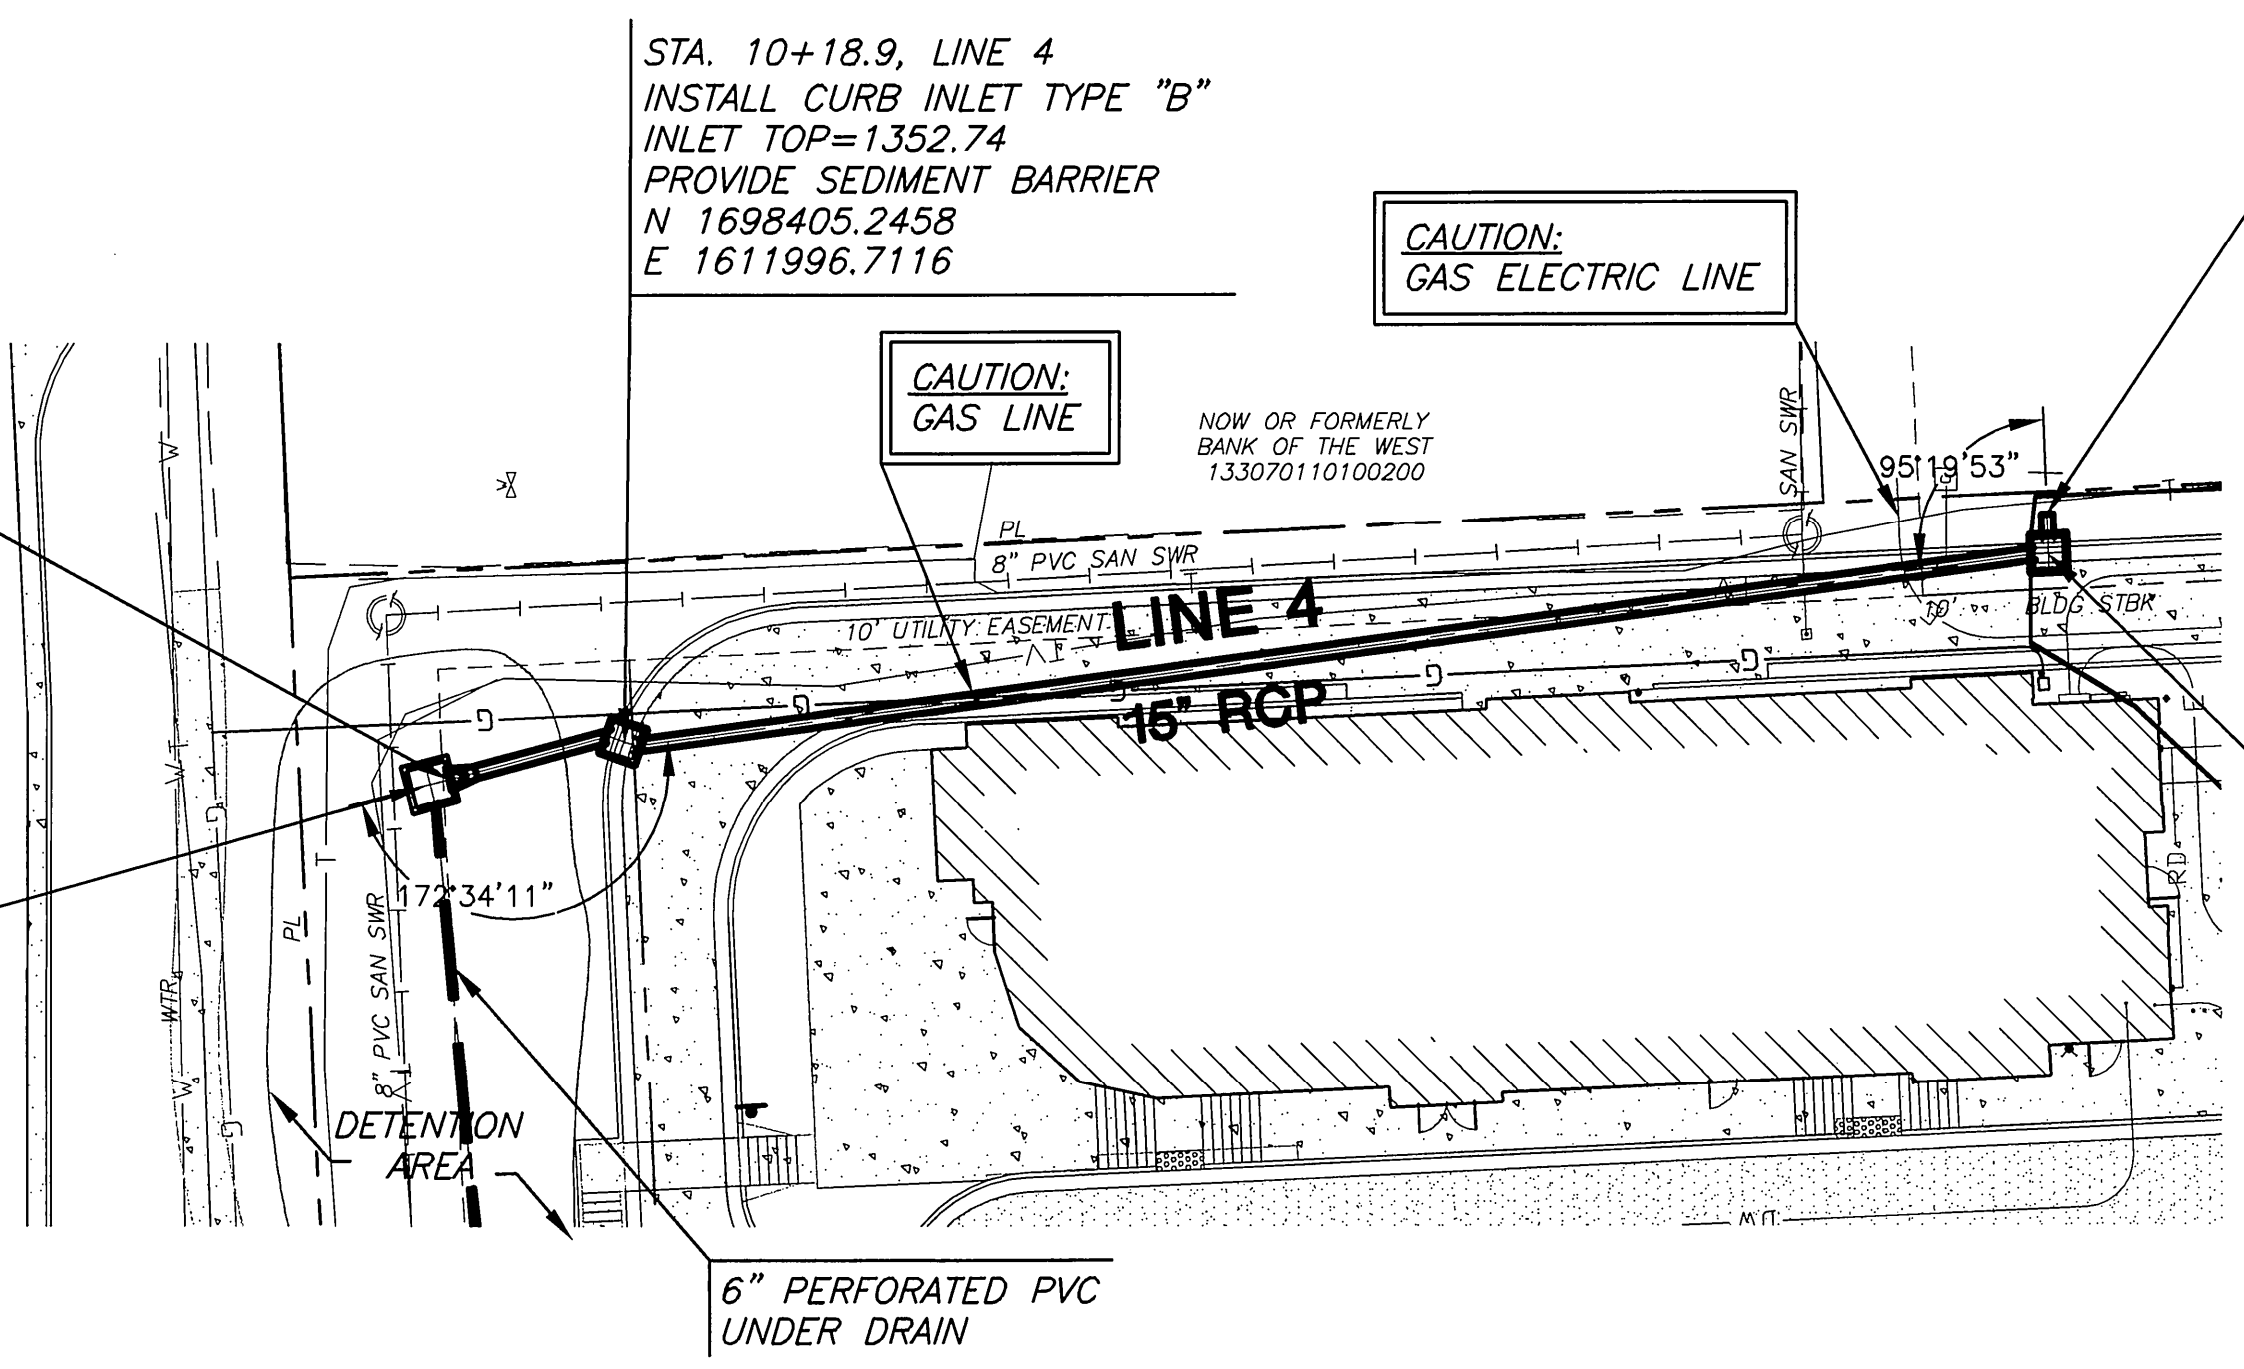 STA. 10+18.9, LINE 4
INSTALL CURB INLET TYPE "B"
INLET TOP=1352.74
PROVIDE SEDIMENT BARRIER
N 1698405.2458
E 1611996.7116
CAUTION:
GAS ELECTRIC LINE
CAUTION:
GAS LINE
NOW OR FORMERLY
BANK OF THE WEST
133070110100200
SAN SWR
95°19'53"
PL
8" PVC SAN SWR
10' UTILITY EASEMENT
LINE 4
10' BLDG STBK
15" RCP
G
G
G
G
G
W
W
T
T
172°34'11"
PL
8" PVC SAN SWR
WTR
W
G
RD
DETENTION
AREA
6" PERFORATED PVC
UNDER DRAIN